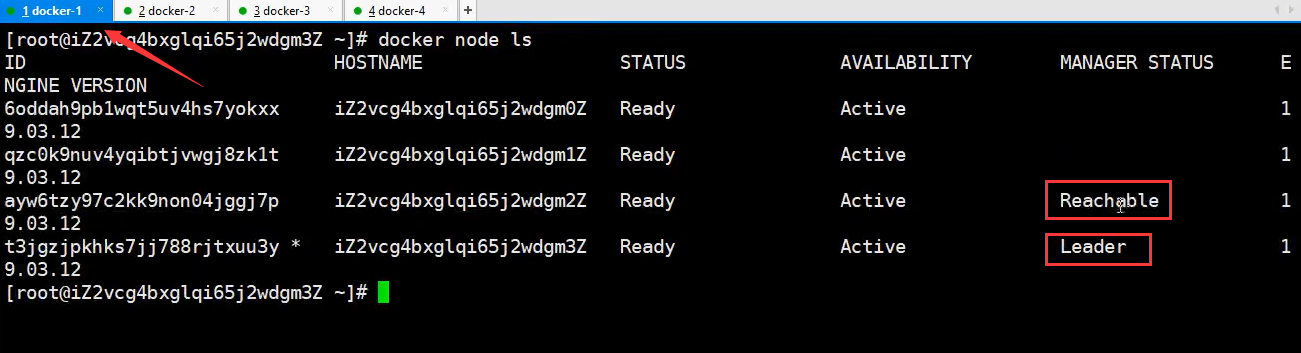 1 docker-1 × 2 docker-2 × 3 docker-3 × 4 docker-4 × +
[root@iZ2vcg4bxglqi65j2wdgm3Z ~]# docker node ls
ID HOSTNAME STATUS AVAILABILITY MANAGER STATUS E
NGINE VERSION
6oddah9pb1wqt5uv4hs7yokxx iZ2vcg4bxglqi65j2wdgm0Z Ready Active 1
9.03.12
qzc0k9nuv4yqibtjvwgj8zk1t iZ2vcg4bxglqi65j2wdgm1Z Ready Active 1
9.03.12
ayw6tzy97c2kk9non04jggj7p iZ2vcg4bxglqi65j2wdgm2Z Ready Active Reachable 1
9.03.12
t3jgzjpkhks7jj788rjtxuu3y * iZ2vcg4bxglqi65j2wdgm3Z Ready Active Leader 1
9.03.12
[root@iZ2vcg4bxglqi65j2wdgm3Z ~]#